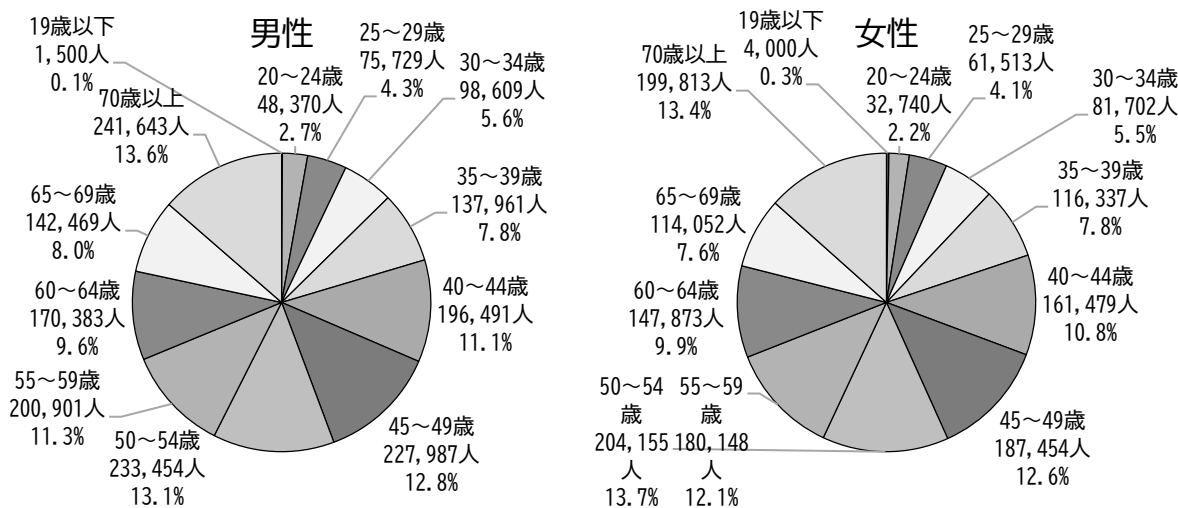 男性
19歳以下
1,500人
0.1%
20～24歳
48,370人
2.7%
25～29歳
75,729人
4.3%
30～34歳
98,609人
5.6%
35～39歳
137,961人
7.8%
40～44歳
196,491人
11.1%
45～49歳
227,987人
12.8%
50～54歳
233,454人
13.1%
55～59歳
200,901人
11.3%
60～64歳
170,383人
9.6%
65～69歳
142,469人
8.0%
70歳以上
241,643人
13.6%
女性
19歳以下
4,000人
0.3%
20～24歳
32,740人
2.2%
25～29歳
61,513人
4.1%
30～34歳
81,702人
5.5%
35～39歳
116,337人
7.8%
40～44歳
161,479人
10.8%
45～49歳
187,454人
12.6%
50～54
歳
204,155
人
13.7%
55～59
歳
180,148
人
12.1%
60～64歳
147,873人
9.9%
65～69歳
114,052人
7.6%
70歳以上
199,813人
13.4%